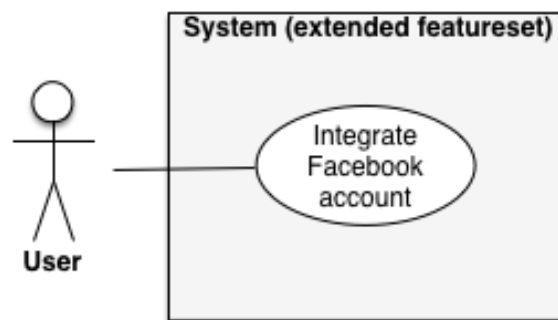 System (extended featureset)
Integrate
Facebook
account
User